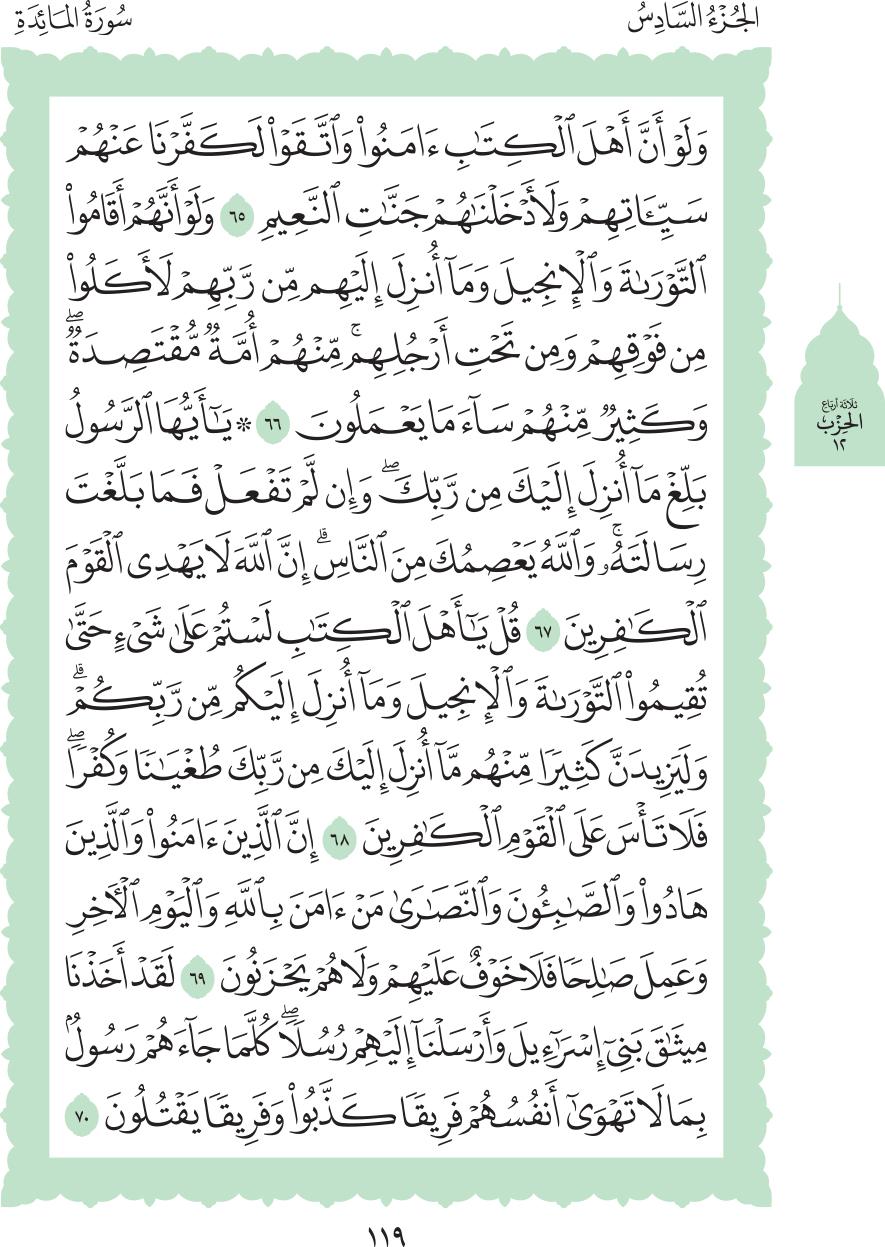 الجُزْءُ السَّادِسُ
سُورَةُ المَائِدَةِ
وَلَوۡ أَنَّ أَهۡلَ ٱلۡكِتَٰبِ ءَامَنُواْ وَٱتَّقَوۡاْ لَكَفَّرۡنَا عَنۡهُمۡ
سَيِّـَٔاتِهِمۡ وَلَأَدۡخَلۡنَٰهُمۡ جَنَّٰتِ ٱلنَّعِيمِ ٦٥ وَلَوۡ أَنَّهُمۡ أَقَامُواْ
ٱلتَّوۡرَىٰةَ وَٱلۡإِنجِيلَ وَمَآ أُنزِلَ إِلَيۡهِم مِّن رَّبِّهِمۡ لَأَكَلُواْ
مِن فَوۡقِهِمۡ وَمِن تَحۡتِ أَرۡجُلِهِمۚ مِّنۡهُمۡ أُمَّةٞ مُّقۡتَصِدَةٞۖ
وَكَثِيرٞ مِّنۡهُمۡ سَآءَ مَا يَعۡمَلُونَ ٦٦ ۞ يَٰٓأَيُّهَا ٱلرَّسُولُ
بَلِّغۡ مَآ أُنزِلَ إِلَيۡكَ مِن رَّبِّكَۖ وَإِن لَّمۡ تَفۡعَلۡ فَمَا بَلَّغۡتَ
رِسَالَتَهُۥۚ وَٱللَّهُ يَعۡصِمُكَ مِنَ ٱلنَّاسِۗ إِنَّ ٱللَّهَ لَا يَهۡدِي ٱلۡقَوۡمَ
ٱلۡكَٰفِرِينَ ٦٧ قُلۡ يَٰٓأَهۡلَ ٱلۡكِتَٰبِ لَسۡتُمۡ عَلَىٰ شَيۡءٍ حَتَّىٰ
تُقِيمُواْ ٱلتَّوۡرَىٰةَ وَٱلۡإِنجِيلَ وَمَآ أُنزِلَ إِلَيۡكُم مِّن رَّبِّكُمۡۗ
وَلَيَزِيدَنَّ كَثِيرٗا مِّنۡهُم مَّآ أُنزِلَ إِلَيۡكَ مِن رَّبِّكَ طُغۡيَٰنٗا وَكُفۡرٗاۖ
فَلَا تَأۡسَ عَلَى ٱلۡقَوۡمِ ٱلۡكَٰفِرِينَ ٦٨ إِنَّ ٱلَّذِينَ ءَامَنُواْ وَٱلَّذِينَ
هَادُواْ وَٱلصَّٰبِـُٔونَ وَٱلنَّصَٰرَىٰ مَنۡ ءَامَنَ بِٱللَّهِ وَٱلۡيَوۡمِ ٱلۡأٓخِرِ
وَعَمِلَ صَٰلِحٗا فَلَا خَوۡفٌ عَلَيۡهِمۡ وَلَا هُمۡ يَحۡزَنُونَ ٦٩ لَقَدۡ أَخَذۡنَا
مِيثَٰقَ بَنِيٓ إِسۡرَٰٓءِيلَ وَأَرۡسَلۡنَآ إِلَيۡهِمۡ رُسُلٗاۖ كُلَّمَا جَآءَهُمۡ رَسُولُۢ
بِمَا لَا تَهۡوَىٰٓ أَنفُسُهُمۡ فَرِيقٗا كَذَّبُواْ وَفَرِيقٗا يَقۡتُلُونَ ٧٠
ثلاثة أرباع
الحِزْب
١٢
١١٩